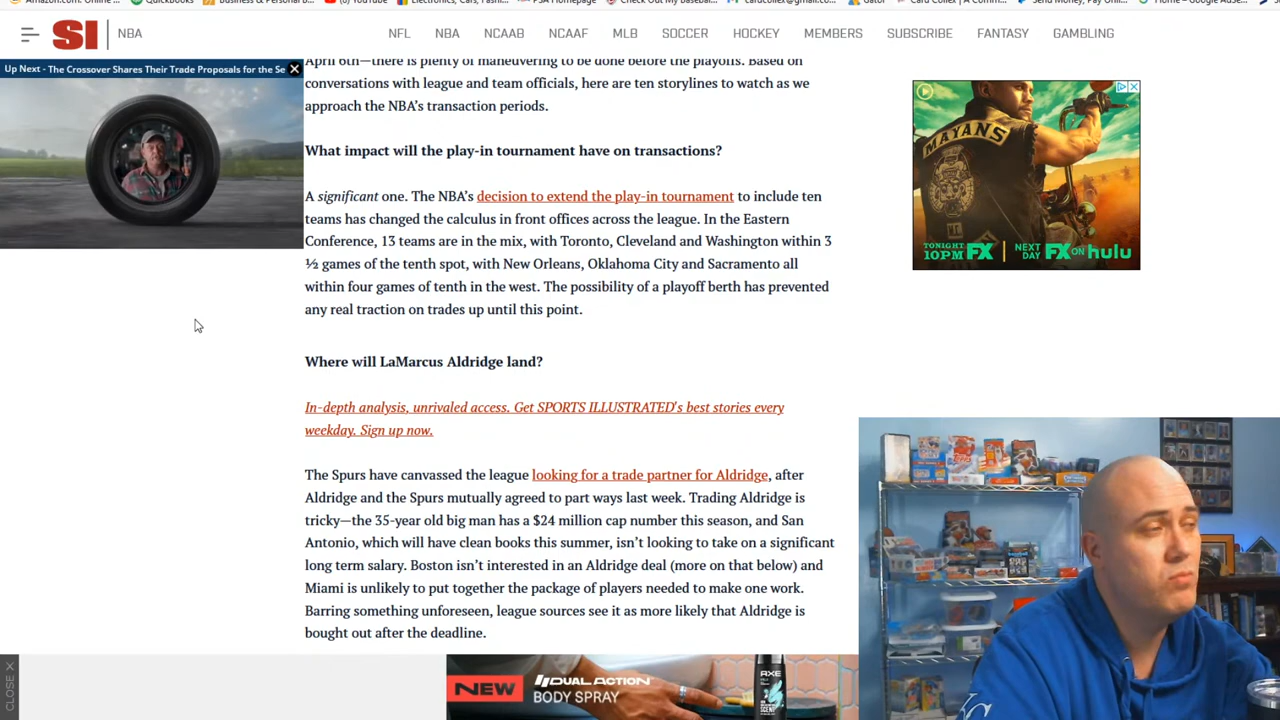 Amazon.com: Online ...
QuickBooks
Business & Personal B...
(6) YouTube
Electronics, Cars, Fashi...
PSA Homepage
Check Out My Basebal...
cardcollex@gmail.co...
Gator
Card Collex | A Comm...
Send Money, Pay Onli...
Home – Google AdSe...
SI
NBA
NFL
NBA
NCAAB
NCAAF
MLB
SOCCER
HOCKEY
MEMBERS
SUBSCRIBE
FANTASY
GAMBLING
Up Next - The Crossover Shares Their Trade Proposals for the Se
April 6th—there is plenty of maneuvering to be done before the playoffs. Based on
conversations with league and team officials, here are ten storylines to watch as we
approach the NBA's transaction periods.
What impact will the play-in tournament have on transactions?
A significant one. The NBA's decision to extend the play-in tournament to include ten
teams has changed the calculus in front offices across the league. In the Eastern
Conference, 13 teams are in the mix, with Toronto, Cleveland and Washington within 3
½ games of the tenth spot, with New Orleans, Oklahoma City and Sacramento all
within four games of tenth in the west. The possibility of a playoff berth has prevented
any real traction on trades up until this point.
Where will LaMarcus Aldridge land?
In-depth analysis, unrivaled access. Get SPORTS ILLUSTRATED's best stories every
weekday. Sign up now.
The Spurs have canvassed the league looking for a trade partner for Aldridge, after
Aldridge and the Spurs mutually agreed to part ways last week. Trading Aldridge is
tricky—the 35-year old big man has a $24 million cap number this season, and San
Antonio, which will have clean books this summer, isn't looking to take on a significant
long term salary. Boston isn't interested in an Aldridge deal (more on that below) and
Miami is unlikely to put together the package of players needed to make one work.
Barring something unforeseen, league sources see it as more likely that Aldridge is
bought out after the deadline.
MAYANS
TONIGHT
10PM FX
NEXT
DAY FX ON hulu
CLOSE X
NEW
DUAL ACTION
BODY SPRAY
AXE